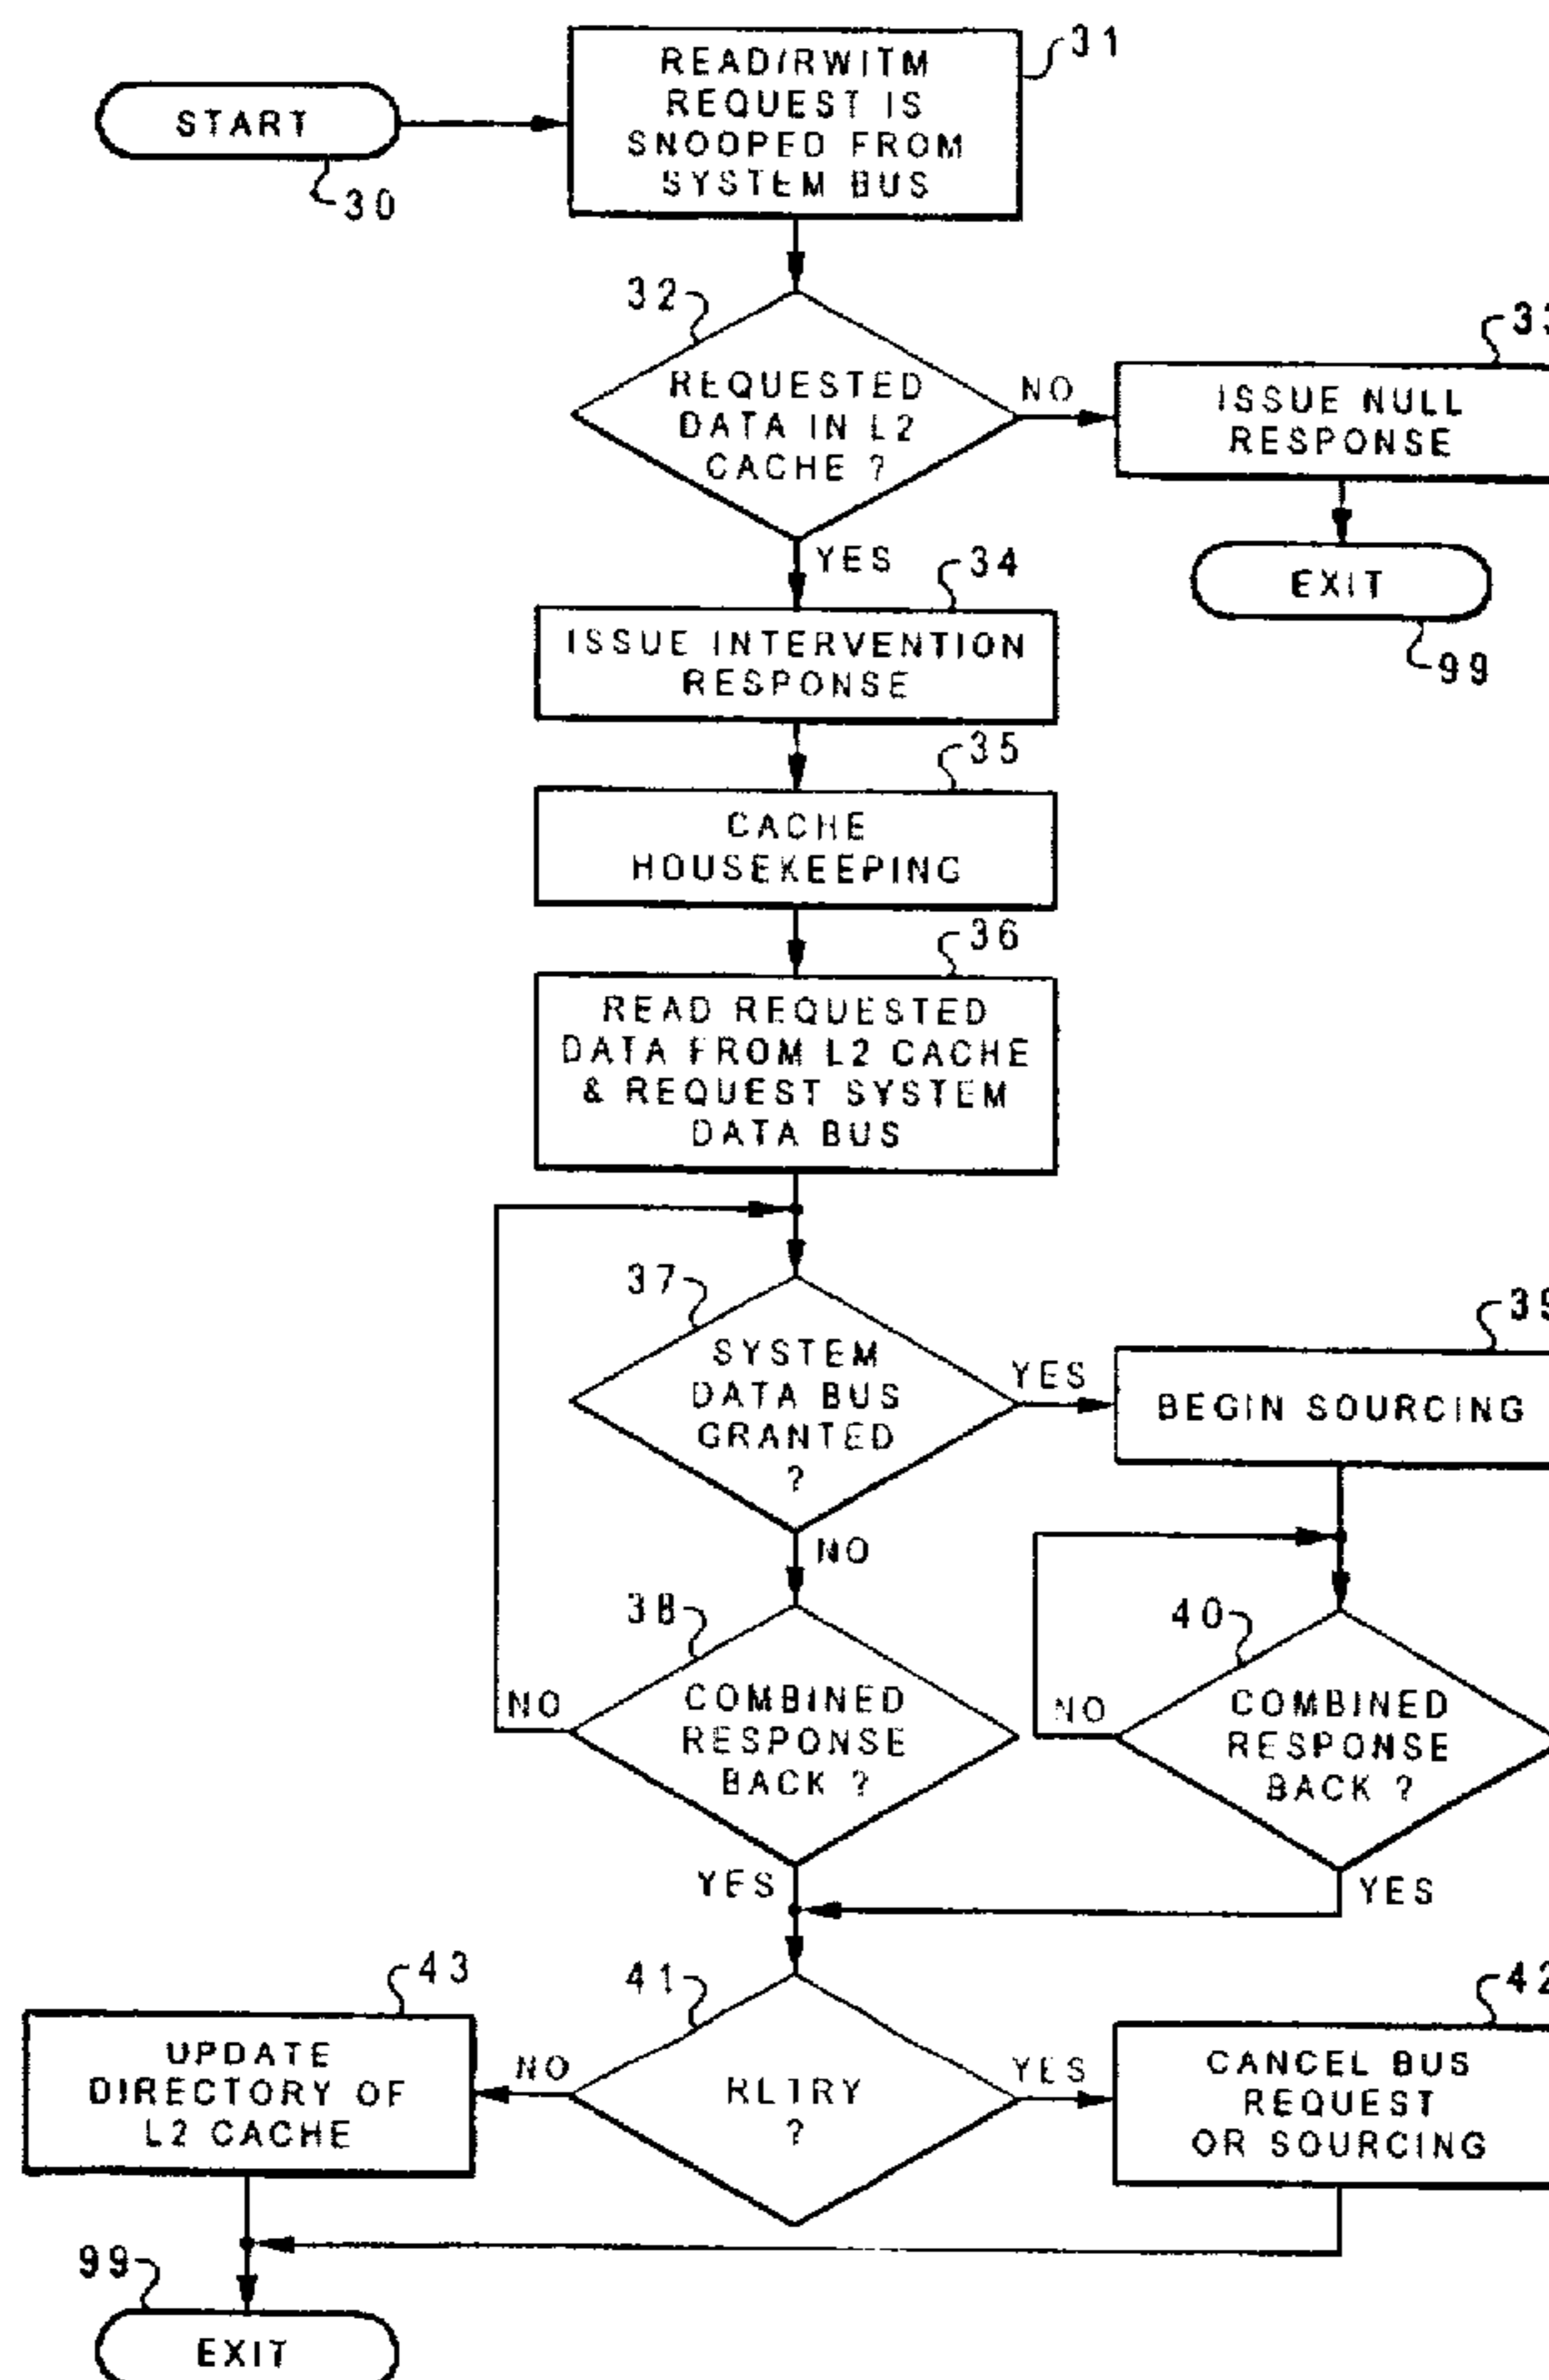 START
30
READ/RWITM
REQUEST IS
SNOOPED FROM
SYSTEM BUS
31
32
REQUESTED
DATA IN L2
CACHE ?
NO
ISSUE NULL
RESPONSE
EXIT
99
YES
34
ISSUE INTERVENTION
RESPONSE
35
CACHE
HOUSEKEEPING
36
READ REQUESTED
DATA FROM L2 CACHE
& REQUEST SYSTEM
DATA BUS
37
SYSTEM
DATA BUS
GRANTED
?
YES
BEGIN SOURCING
NO
38
COMBINED
RESPONSE
BACK ?
NO
40
COMBINED
RESPONSE
BACK ?
NO
YES
YES
43
UPDATE
DIRECTORY OF
L2 CACHE
41
NO
RETRY
?
YES
42
CANCEL BUS
REQUEST
OR SOURCING
99
EXIT